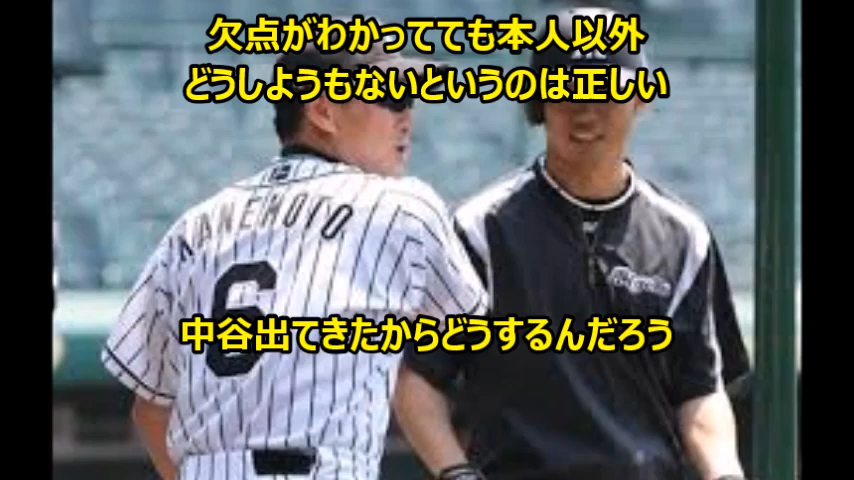 欠点がわかってても本人以外
どうしようもないというのは正しい
KANEMOTO
6
中谷出てきたからどうするんだろう